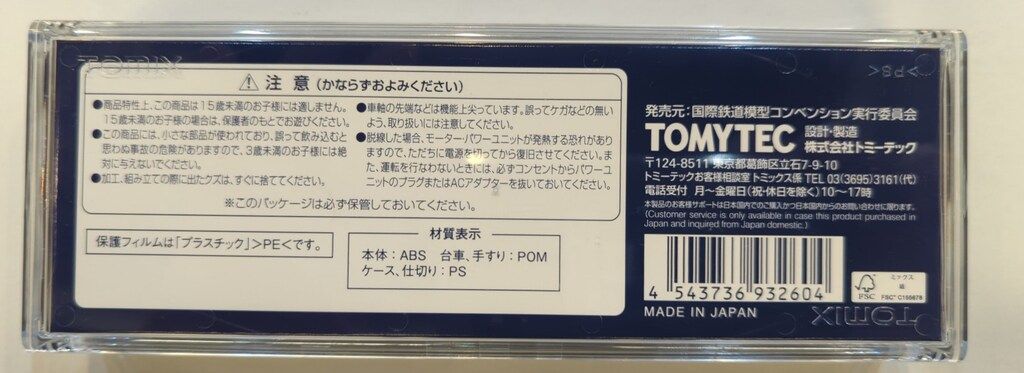 TOMIX
⚠ 注 意 (かならずおよみください)
●商品特性上、この商品は15歳未満のお子様には適しません。
15歳未満のお子様の場合は、保護者のもとでお遊びください。
●この商品には、小さな部品が使われており、誤って飲み込むと
思わぬ事故の危険がありますので、3歳未満のお子様には絶
対に与えないでください。
●加工、組み立ての際に出たクズは、すぐに捨ててください。
●車軸の先端などは機能上尖っています。誤ってケガなどの無い
よう、取り扱いには注意してください。
●脱線した場合、モーター・パワーユニットが発熱する恐れがあり
ますので、ただちに電源を切ってから復旧させてください。ま
た、運転を行なわないときには、必ずコンセントからパワーユ
ニットのプラグまたはACアダプターを抜いておいてください。
※このパッケージは必ず保管しておいてください。
保護フィルムは「プラスチック」>PE<です。
材質表示
本体:ABS 台車、手すり:POM
ケース、仕切り:PS
>PS<
発売元:国際鉄道模型コンベンション実行委員会
TOMYTEC 設計・製造
株式会社トミーテック
〒124-8511 東京都葛飾区立石7-9-10
トミーテックお客様相談室 トミックス係 TEL 03(3695)3161(代)
電話受付 月〜金曜日(祝・休日を除く)10〜17時
本製品のお客様サポートは日本国内でのご購入かつ日本国内からのお問い合わせに限ります。
(Customer service is only available in case this product purchased in
Japan and inquired from Japan domestic.)
4 543736 932604
MADE IN JAPAN
ミックス
紙
FSC
FSC™ C155678
TOMIX